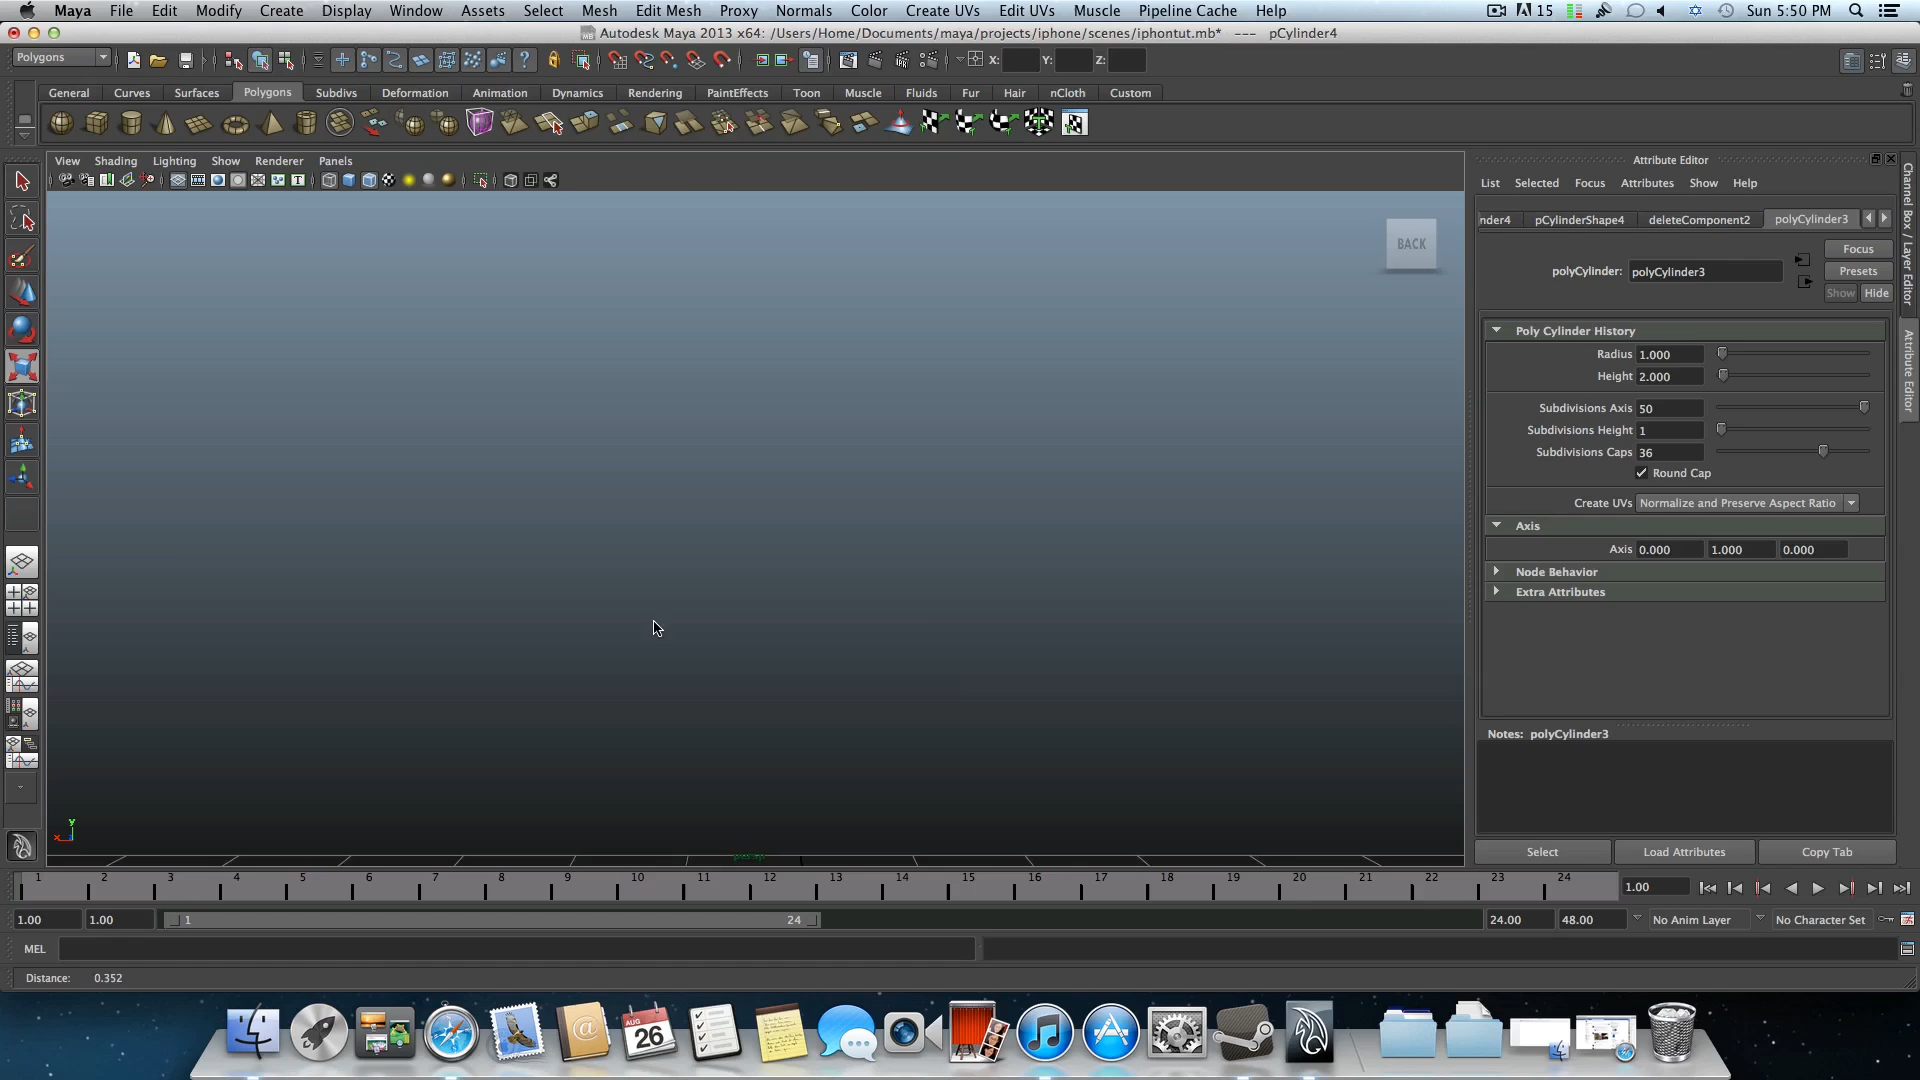 Maya File Edit Modify Create Display Window Assets Select Mesh Edit Mesh Proxy Normals Color Create UVs Edit UVs Muscle Pipeline Cache Help 15 Sun 5:50 PM
Autodesk Maya 2013 x64: /Users/Home/Documents/maya/projects/iphone/scenes/iphontut.mb* --- pCylinder4
Polygons X: Y: Z:
General Curves Surfaces Polygons Subdivs Deformation Animation Dynamics Rendering PaintEffects Toon Muscle Fluids Fur Hair nCloth Custom
View Shading Lighting Show Renderer Panels
BACK
y
x
Attribute Editor
List Selected Focus Attributes Show Help
nder4 pCylinderShape4 deleteComponent2 polyCylinder3
Focus
polyCylinder: polyCylinder3
Presets
Show Hide
Poly Cylinder History
Radius 1.000
Height 2.000
Subdivisions Axis 50
Subdivisions Height 1
Subdivisions Caps 36
Round Cap
Create UVs Normalize and Preserve Aspect Ratio
Axis
Axis 0.000 1.000 0.000
Node Behavior
Extra Attributes
Notes: polyCylinder3
Select Load Attributes Copy Tab
Channel Box / Layer Editor
Attribute Editor
1 2 3 4 5 6 7 8 9 10 11 12 13 14 15 16 17 18 19 20 21 22 23 24 1.00
1.00 1.00 1 24 24.00 48.00 No Anim Layer No Character Set
MEL
Distance: 0.352
AUG
26